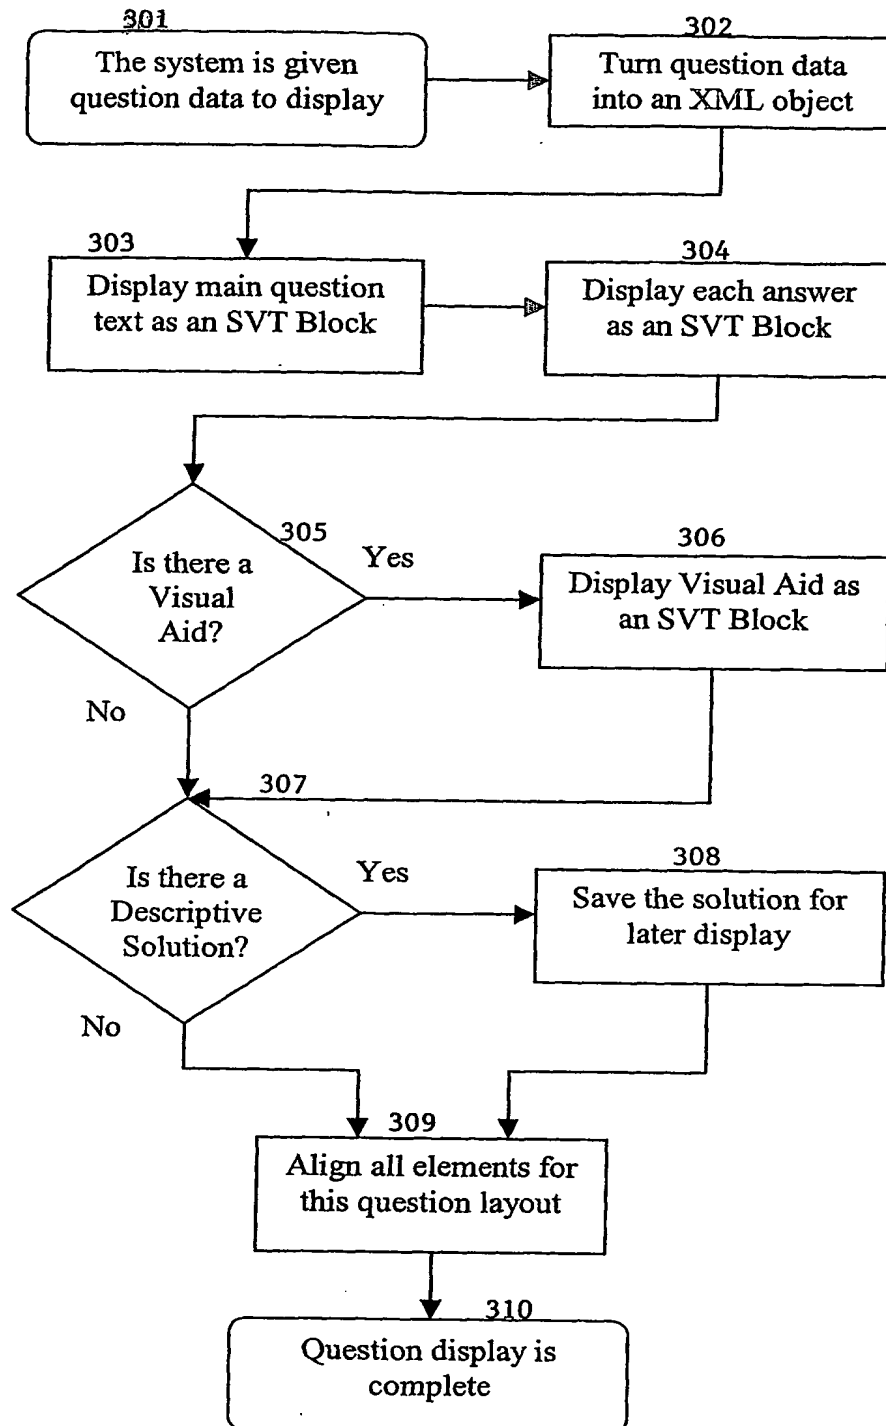 301
The system is given
question data to display
302
Turn question data
into an XML object
303
Display main question
text as an SVT Block
304
Display each answer
as an SVT Block
305
Is there a
Visual
Aid?
Yes
No
306
Display Visual Aid as
an SVT Block
307
Is there a
Descriptive
Solution?
Yes
No
308
Save the solution for
later display
309
Align all elements for
this question layout
310
Question display is
complete